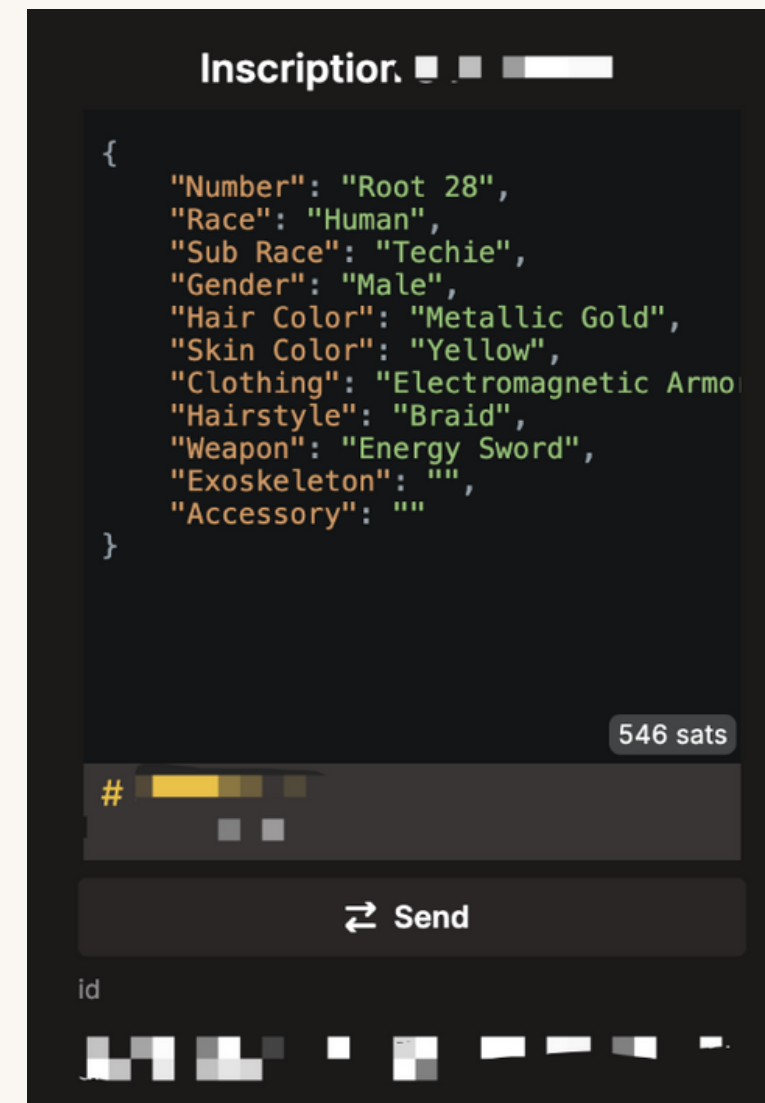 Inscription
{
"Number": "Root 28",
"Race": "Human",
"Sub Race": "Techie",
"Gender": "Male",
"Hair Color": "Metallic Gold",
"Skin Color": "Yellow",
"Clothing": "Electromagnetic Armo
"Hairstyle": "Braid",
"Weapon": "Energy Sword",
"Exoskeleton": "",
"Accessory": ""
}
546 sats
#
Send
id